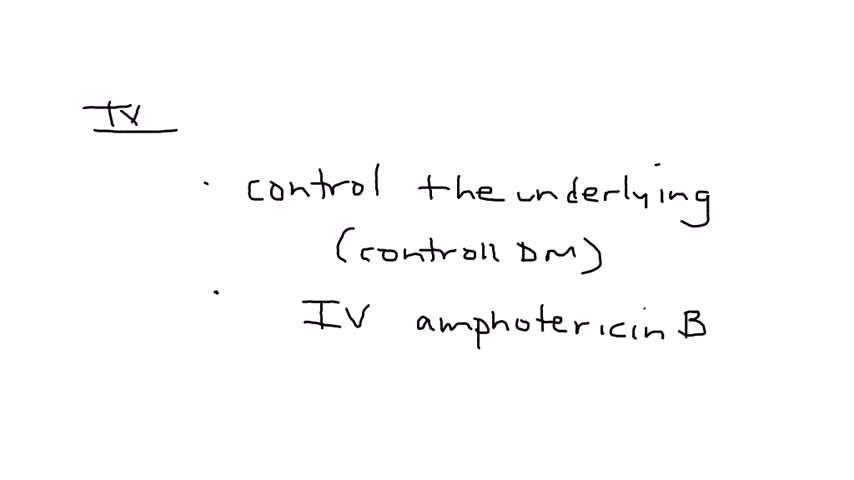 Tx
· control the underlying
(controll DM)
· IV amphotericin B